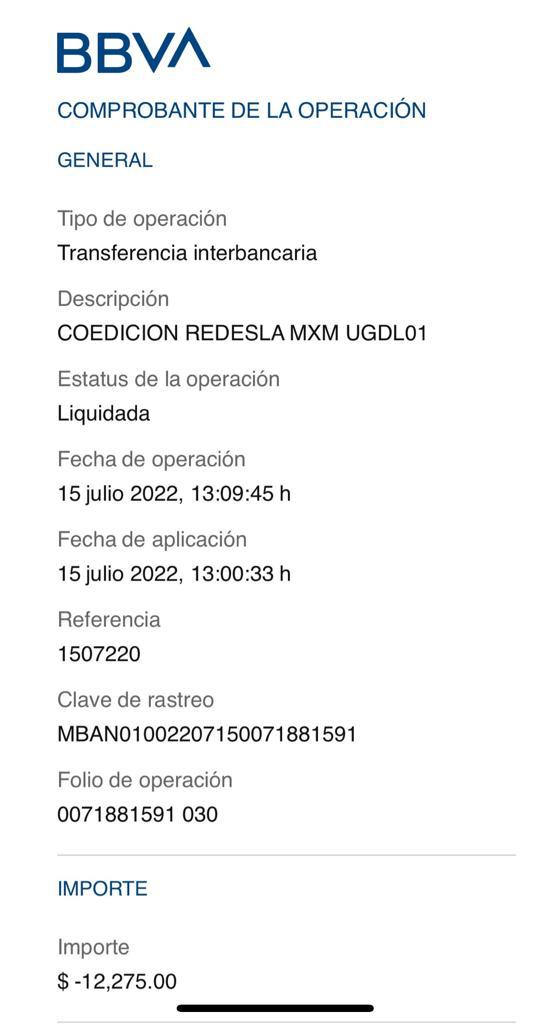 BBVA
COMPROBANTE DE LA OPERACIÓN
GENERAL
Tipo de operación
Transferencia interbancaria
Descripción
COEDICION REDESLA MXM UGDL01
Estatus de la operación
Liquidada
Fecha de operación
15 julio 2022, 13:09:45 h
Fecha de aplicación
15 julio 2022, 13:00:33 h
Referencia
1507220
Clave de rastreo
MBAN01002207150071881591
Folio de operación
0071881591 030
IMPORTE
Importe
$ -12,275.00